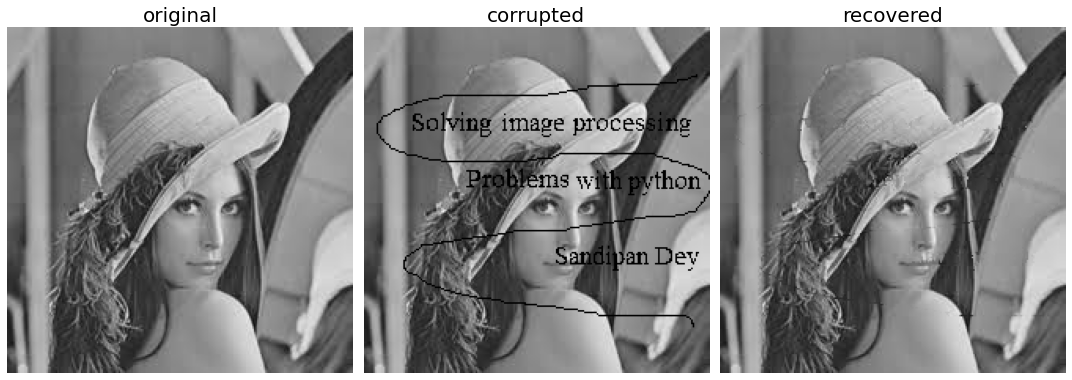 original corrupted recovered
Solving image processing
Problems with python
Sandipan Dey